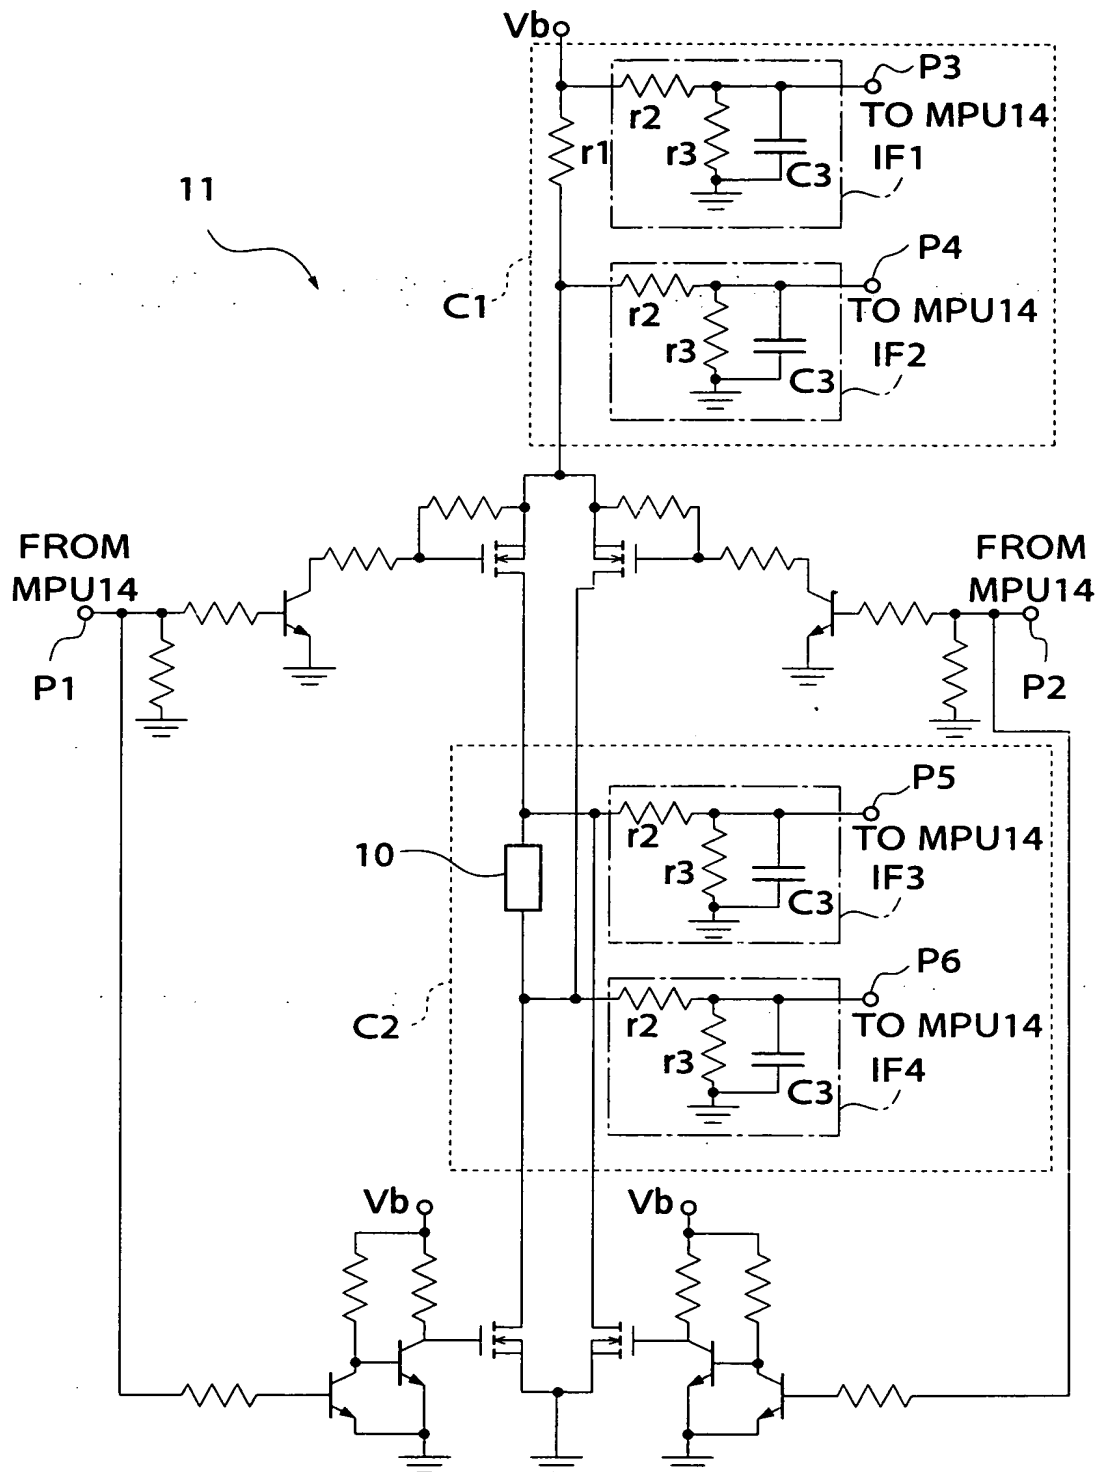 Vb
P3
r2
TO MPU14
r1
r3
C3
IF1
11
P4
C1
r2
TO MPU14
r3
IF2
C3
FROM
MPU14
FROM
MPU14
P1
P2
P5
r2
TO MPU14
10
r3
IF3
C3
P6
C2
r2
TO MPU14
r3
IF4
C3
Vb
Vb